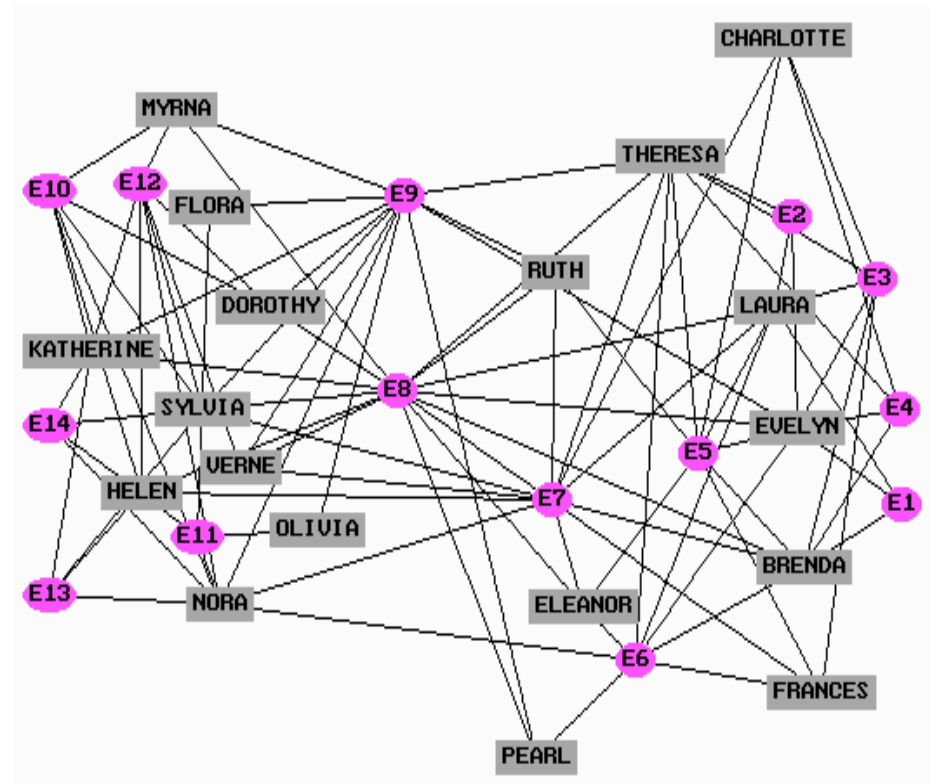 CHARLOTTE
MYRNA
THERESA
E10
E12
FLORA
E9
E2
RUTH
E3
DOROTHY
LAURA
KATHERINE
E8
SYLVIA
E4
E14
EVELYN
VERNE
E5
HELEN
E7
E1
OLIVIA
E11
BRENDA
E13
NORA
ELEANOR
E6
FRANCES
PEARL